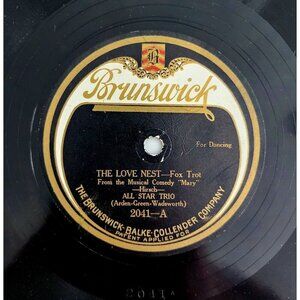 B
Brunswick
For Dancing
THE LOVE NEST—Fox Trot
From the Musical Comedy "Mary"
—Hirsch—
ALL STAR TRIO
(Arden-Green-Wadsworth)
2041—A
THE BRUNSWICK-BALKE-COLLENDER COMPANY
PATENT APPLIED FOR
2041A